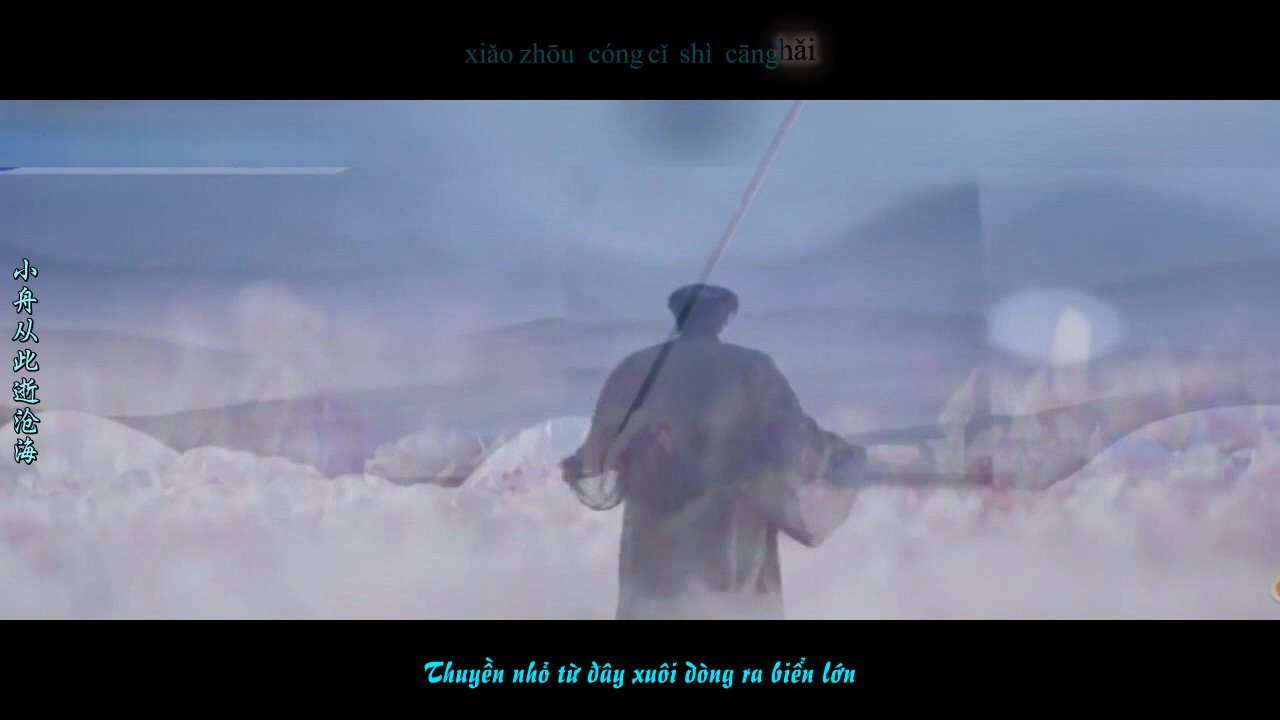 xiǎo zhōu cóng cǐ shì cānghǎi
小舟从此逝沧海
Thuyền nhỏ từ đây xuôi dòng ra biển lớn